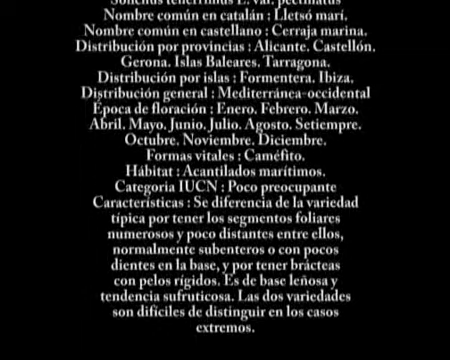 Sonchus tenerrimus L. var. pectinatus
Nombre común en catalán : Lletsó marí.
Nombre común en castellano : Cerraja marina.
Distribución por provincias : Alicante. Castellón.
Gerona. Islas Baleares. Tarragona.
Distribución por islas : Formentera. Ibiza.
Distribución general : Mediterránea-occidental
Época de floración : Enero. Febrero. Marzo.
Abril. Mayo. Junio. Julio. Agosto. Setiempre.
Octubre. Noviembre. Diciembre.
Formas vitales : Caméfito.
Hábitat : Acantilados marítimos.
Categoría IUCN : Poco preocupante
Características : Se diferencia de la variedad
típica por tener los segmentos foliares
numerosos y poco distantes entre ellos,
normalmente subenteros o con pocos
dientes en la base, y por tener brácteas
con pelos rígidos. Es de base leñosa y
tendencia sufruticosa. Las dos variedades
son difíciles de distinguir en los casos
extremos.